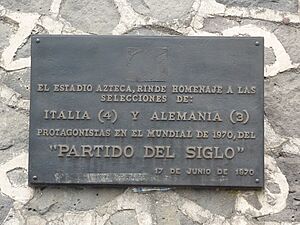 EL ESTADIO AZTECA, RINDE HOMENAJE A LAS
SELECCIONES DE:
ITALIA (4) Y ALEMANIA (3)
PROTAGONISTAS EN EL MUNDIAL DE 1970, DEL
"PARTIDO DEL SIGLO"
17 DE JUNIO DE 1970